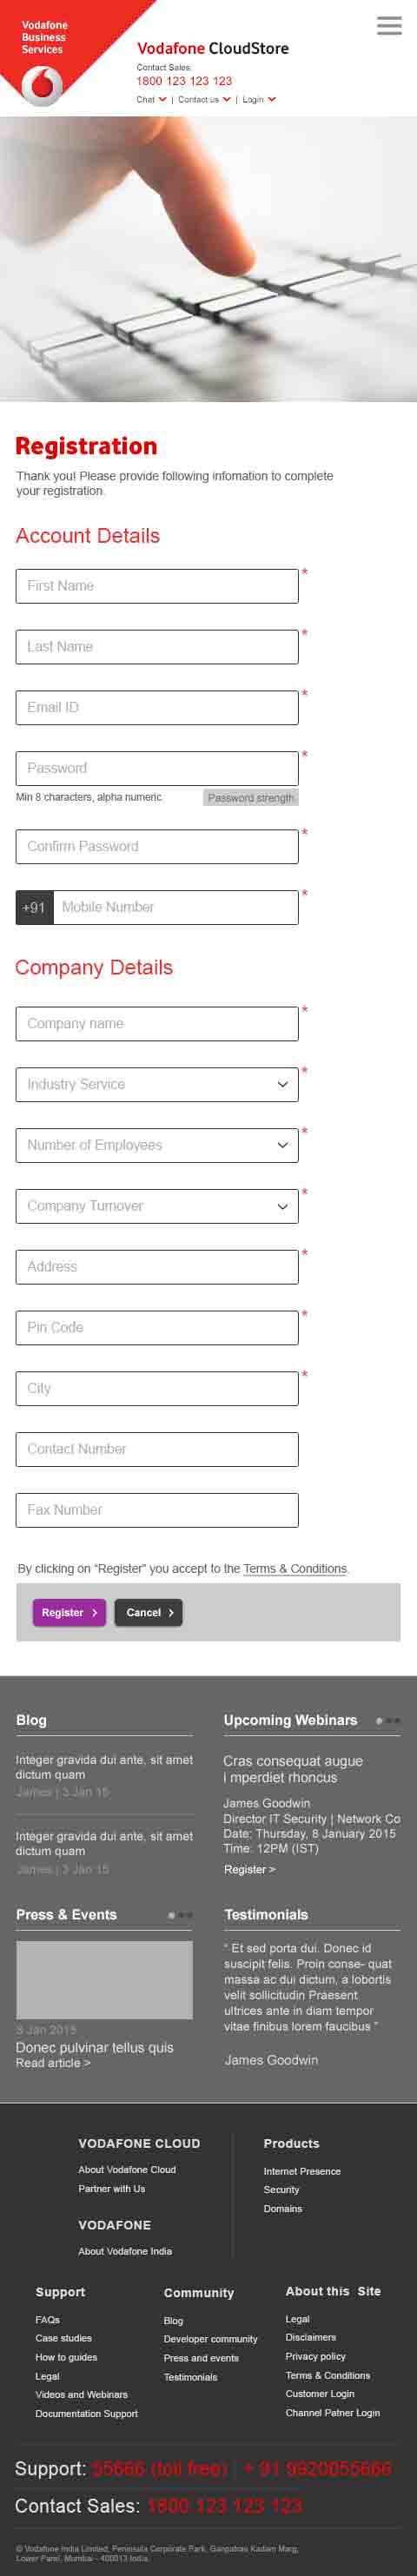 Vodafone
Business
Services
Vodafone CloudStore
Contact Sales:
1800 123 123 123
Chat | Contact us | Login
Registration
Thank you! Please provide following infomation to complete
your registration.
Account Details
First Name *
Last Name *
Email ID *
Password *
Min 8 characters, alpha numeric. Password strength
Confirm Password *
+91 Mobile Number *
Company Details
Company name *
Industry Service *
Number of Employees *
Company Turnover *
Address *
Pin Code *
City *
Contact Number
Fax Number
By clicking on “Register” you accept to the Terms & Conditions.
Register > Cancel >
Blog
Integer gravida dui ante, sit amet
dictum quam
James | 3 Jan 15
Integer gravida dui ante, sit amet
dictum quam
James | 3 Jan 15
Upcoming Webinars
Cras consequat augue
i mperdiet rhoncus
James Goodwin
Director IT Security | Network Co
Date: Thursday, 8 January 2015
Time: 12PM (IST)
Register >
Press & Events
3 Jan 2015
Donec pulvinar tellus quis
Read article >
Testimonials
“ Et sed porta dui. Donec id
suscipit felis. Proin conse- quat
massa ac dui dictum, a lobortis
velit sollicitudin Praesent
ultrices ante in diam tempor
vitae finibus lorem faucibus ”
James Goodwin
VODAFONE CLOUD
About Vodafone Cloud
Partner with Us
VODAFONE
About Vodafone India
Products
Internet Presence
Security
Domains
Support
FAQs
Case studies
How to guides
Legal
Videos and Webinars
Documentation Support
Community
Blog
Developer community
Press and events
Testimonials
About this Site
Legal
Disclaimers
Privacy policy
Terms & Conditions
Customer Login
Channel Patner Login
Support: 55666 (toll free) | + 91 9920055666
Contact Sales: 1800 123 123 123
© Vodafone India Limited, Peninsula Corporate Park, Ganpatrao Kadam Marg,
Lower Parel, Mumbai - 400013 India